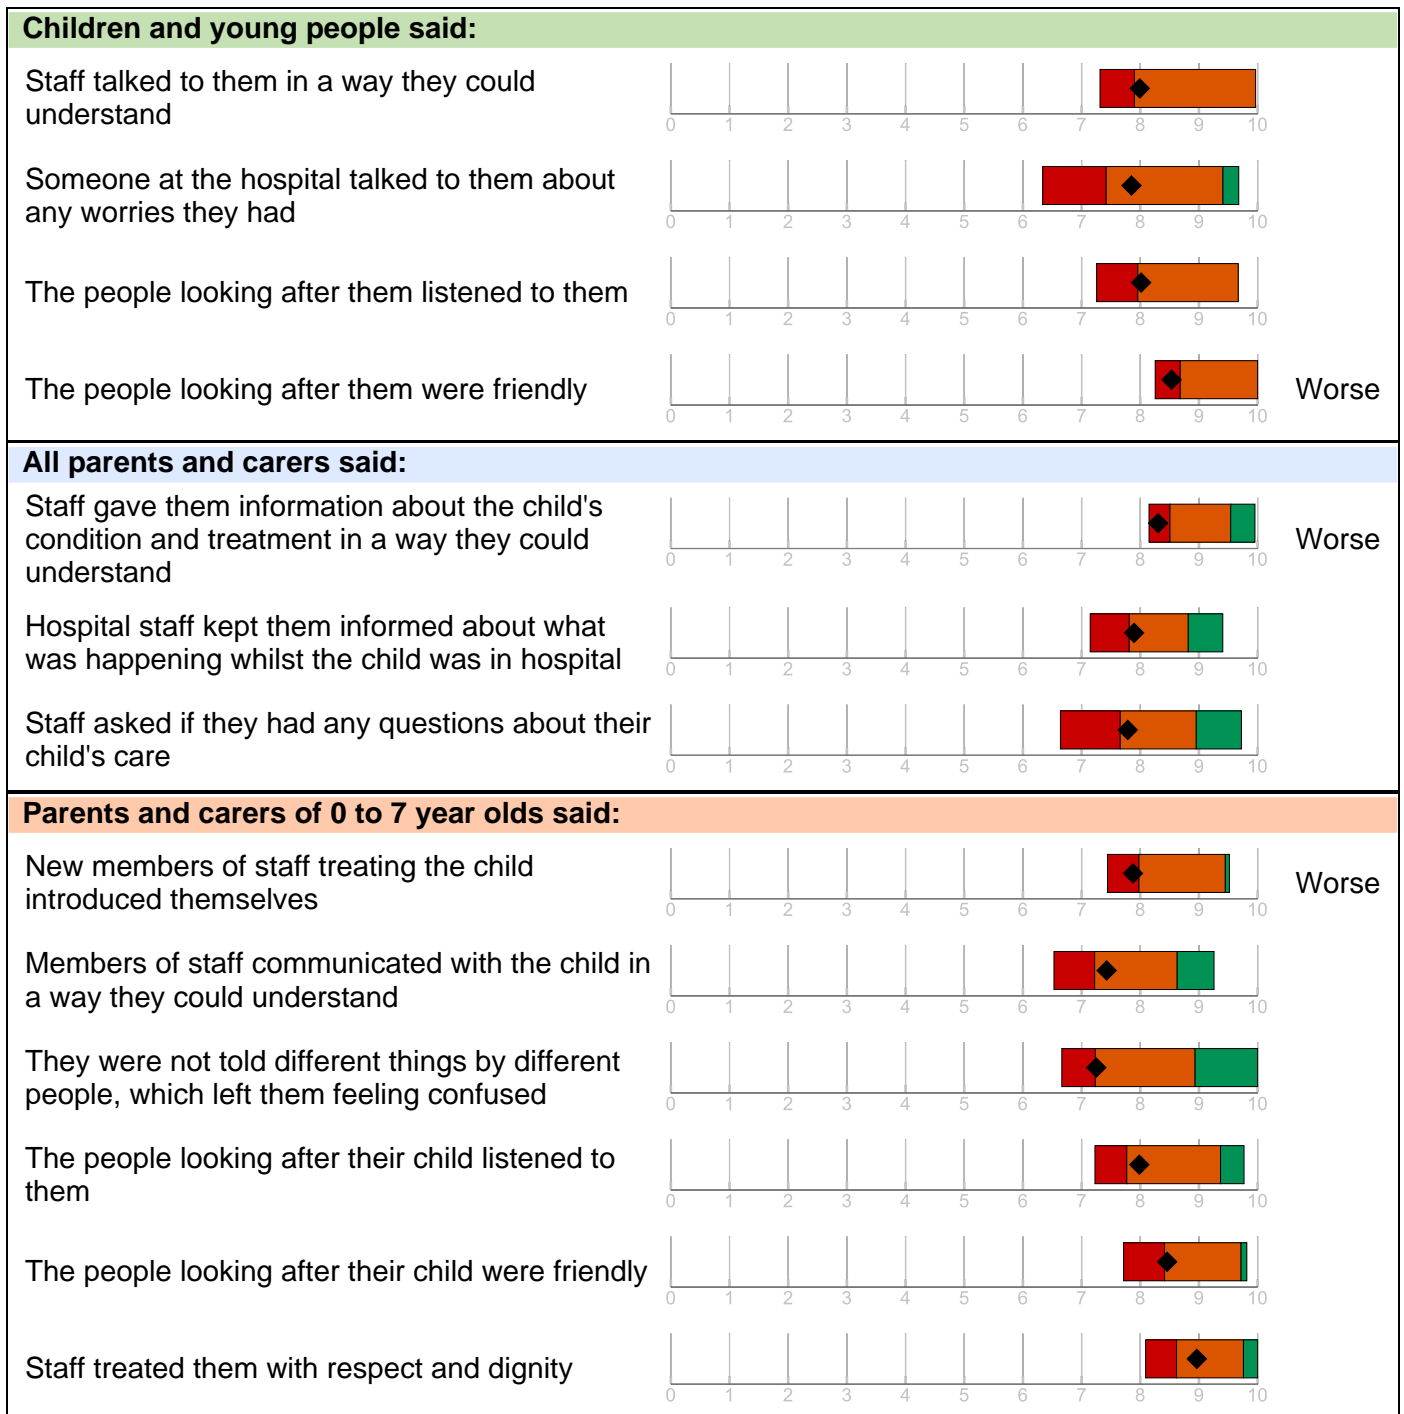 Children and young people said:
Staff talked to them in a way they could
understand
0 1 2 3 4 5 6 7 8 9 10
Someone at the hospital talked to them about
any worries they had
0 1 2 3 4 5 6 7 8 9 10
The people looking after them listened to them
0 1 2 3 4 5 6 7 8 9 10
The people looking after them were friendly
Worse
0 1 2 3 4 5 6 7 8 9 10
All parents and carers said:
Staff gave them information about the child's
condition and treatment in a way they could
understand
Worse
0 1 2 3 4 5 6 7 8 9 10
Hospital staff kept them informed about what
was happening whilst the child was in hospital
0 1 2 3 4 5 6 7 8 9 10
Staff asked if they had any questions about their
child's care
0 1 2 3 4 5 6 7 8 9 10
Parents and carers of 0 to 7 year olds said:
New members of staff treating the child
introduced themselves
Worse
0 1 2 3 4 5 6 7 8 9 10
Members of staff communicated with the child in
a way they could understand
0 1 2 3 4 5 6 7 8 9 10
They were not told different things by different
people, which left them feeling confused
0 1 2 3 4 5 6 7 8 9 10
The people looking after their child listened to
them
0 1 2 3 4 5 6 7 8 9 10
The people looking after their child were friendly
0 1 2 3 4 5 6 7 8 9 10
Staff treated them with respect and dignity
0 1 2 3 4 5 6 7 8 9 10